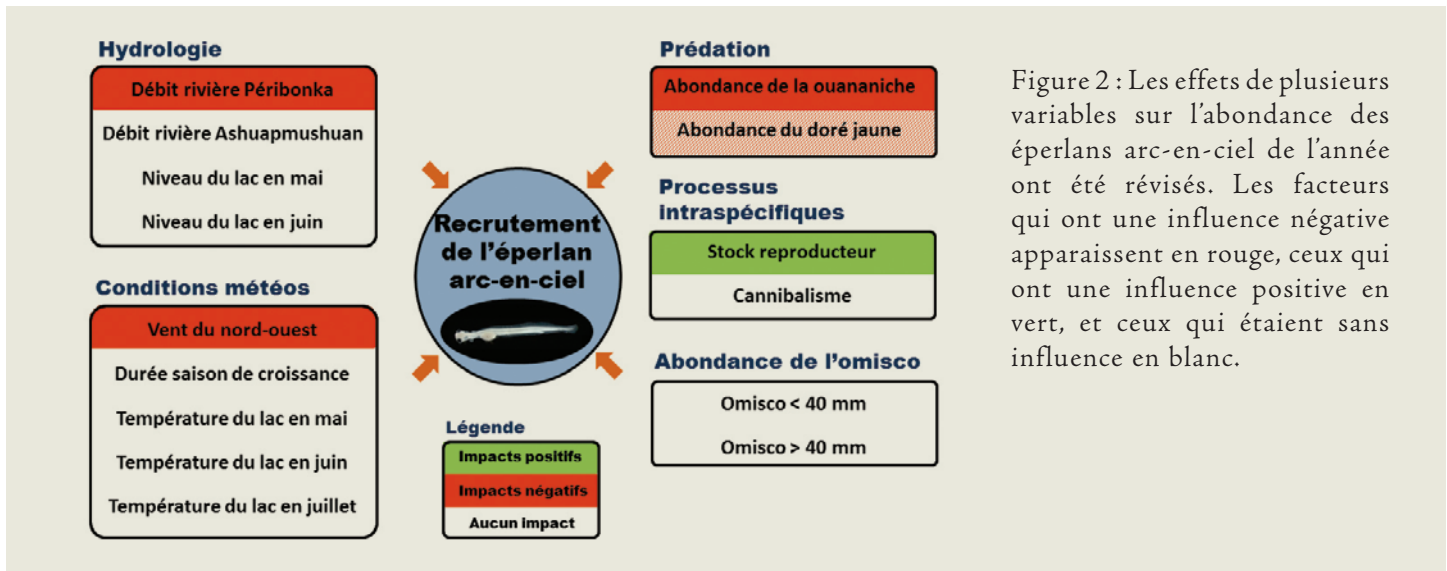 Hydrologie
Débit rivière Péribonka
Débit rivière Ashuapmushuan
Niveau du lac en mai
Niveau du lac en juin
Conditions météos
Vent du nord-ouest
Durée saison de croissance
Température du lac en mai
Température du lac en juin
Température du lac en juillet
Recrutement
de l'éperlan
arc-en-ciel
Légende
Impacts positifs
Impacts négatifs
Aucun impact
Prédation
Abondance de la ouananiche
Abondance du doré jaune
Processus
intraspécifiques
Stock reproducteur
Cannibalisme
Abondance de l'omisco
Omisco < 40 mm
Omisco > 40 mm
Figure 2 : Les effets de plusieurs
variables sur l'abondance des
éperlans arc-en-ciel de l'année
ont été révisés. Les facteurs
qui ont une influence négative
apparaissent en rouge, ceux qui
ont une influence positive en
vert, et ceux qui étaient sans
influence en blanc.